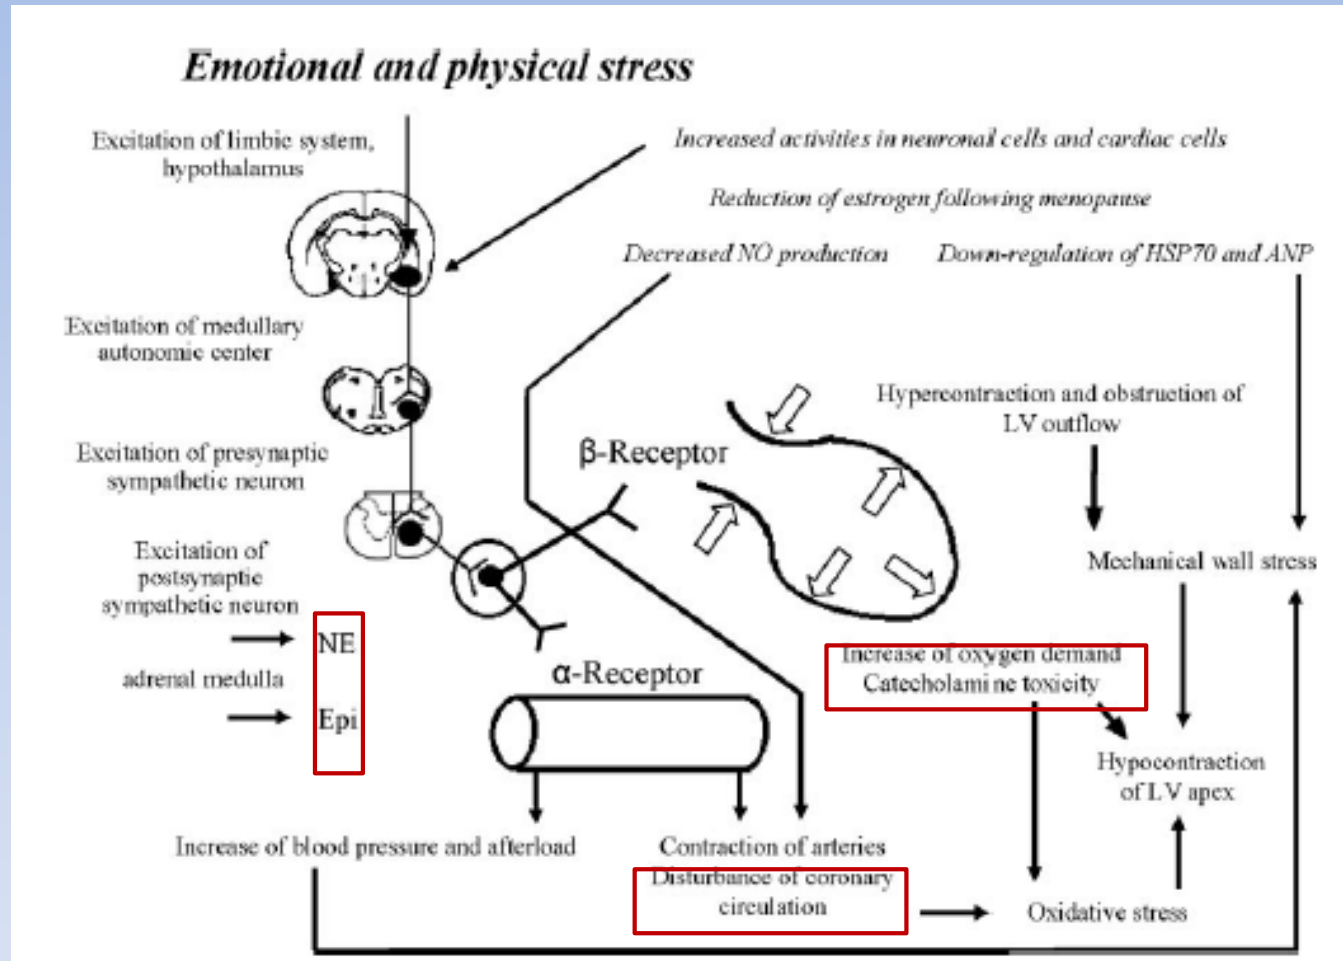 Emotional and physical stress
Excitation of limbic system,
hypothalamus
Increased activities in neuronal cells and cardiac cells
Reduction of estrogen following menopause
Decreased NO production
Down-regulation of HSP70 and ANP
Excitation of medullary
autonomic center
Hypercontraction and obstruction of
LV outflow
Excitation of presynaptic
sympathetic neuron
β-Receptor
Excitation of
postsynaptic
sympathetic neuron
Mechanical wall stress
NE
adrenal medulla
Epi
α-Receptor
Increase of oxygen demand
Catecholamine toxicity
Hypocontraction
of LV apex
Increase of blood pressure and afterload
Contraction of arteries
Disturbance of coronary
circulation
Oxidative stress